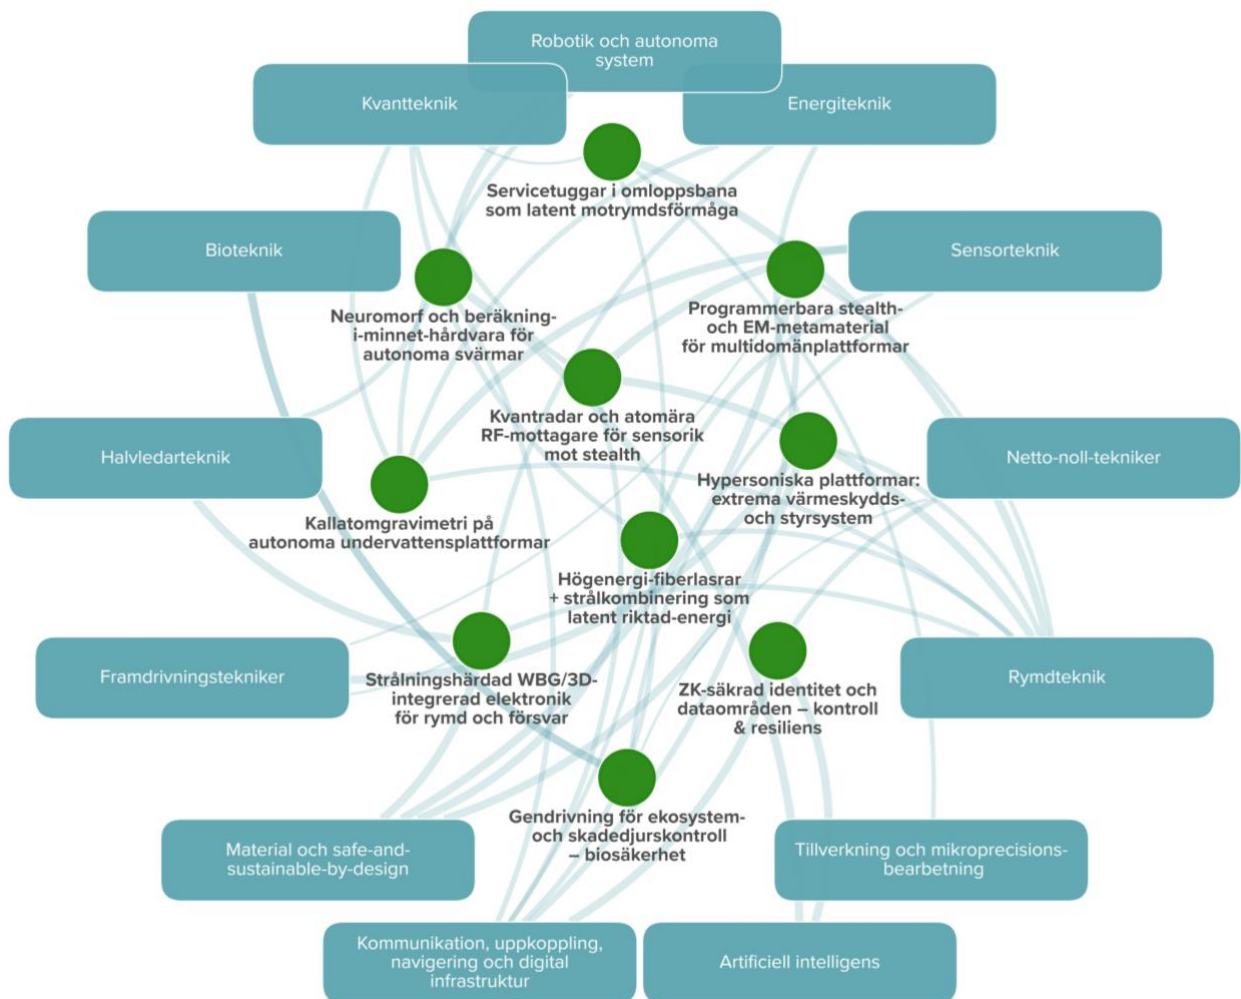 Robotik och autonoma
system
Kvantteknik
Energiteknik
Servicetuggar i omloppsbana
som latent motrymdsförmåga
Bioteknik
Sensorteknik
Neuromorf och beräkning-
i-minnet-hårdvara för
autonoma svärmar
Programmerbara stealth-
och EM-metamaterial
för multidomänplattformar
Kvantradar och atomära
RF-mottagare för sensorik
mot stealth
Halvledarteknik
Netto-noll-tekniker
Hypersoniska plattformar:
extrema värmeskydds-
och styrsystem
Kallatomgravimetri på
autonoma undervattensplattformar
Högenergi-fiberlasrar
+ strålkombinering som
latent riktad-energi
Framdrivningstekniker
Rymdteknik
Strålningshärdad WBG/3D-
integrerad elektronik
för rymd och försvar
ZK-säkrad identitet och
dataområden – kontroll
& resiliens
Gendrivning för ekosystem-
och skadedjurskontroll
– biosäkerhet
Material och safe-and-
sustainable-by-design
Tillverkning och mikroprecisions-
bearbetning
Kommunikation, uppkoppling,
navigering och digital
infrastruktur
Artificiell intelligens